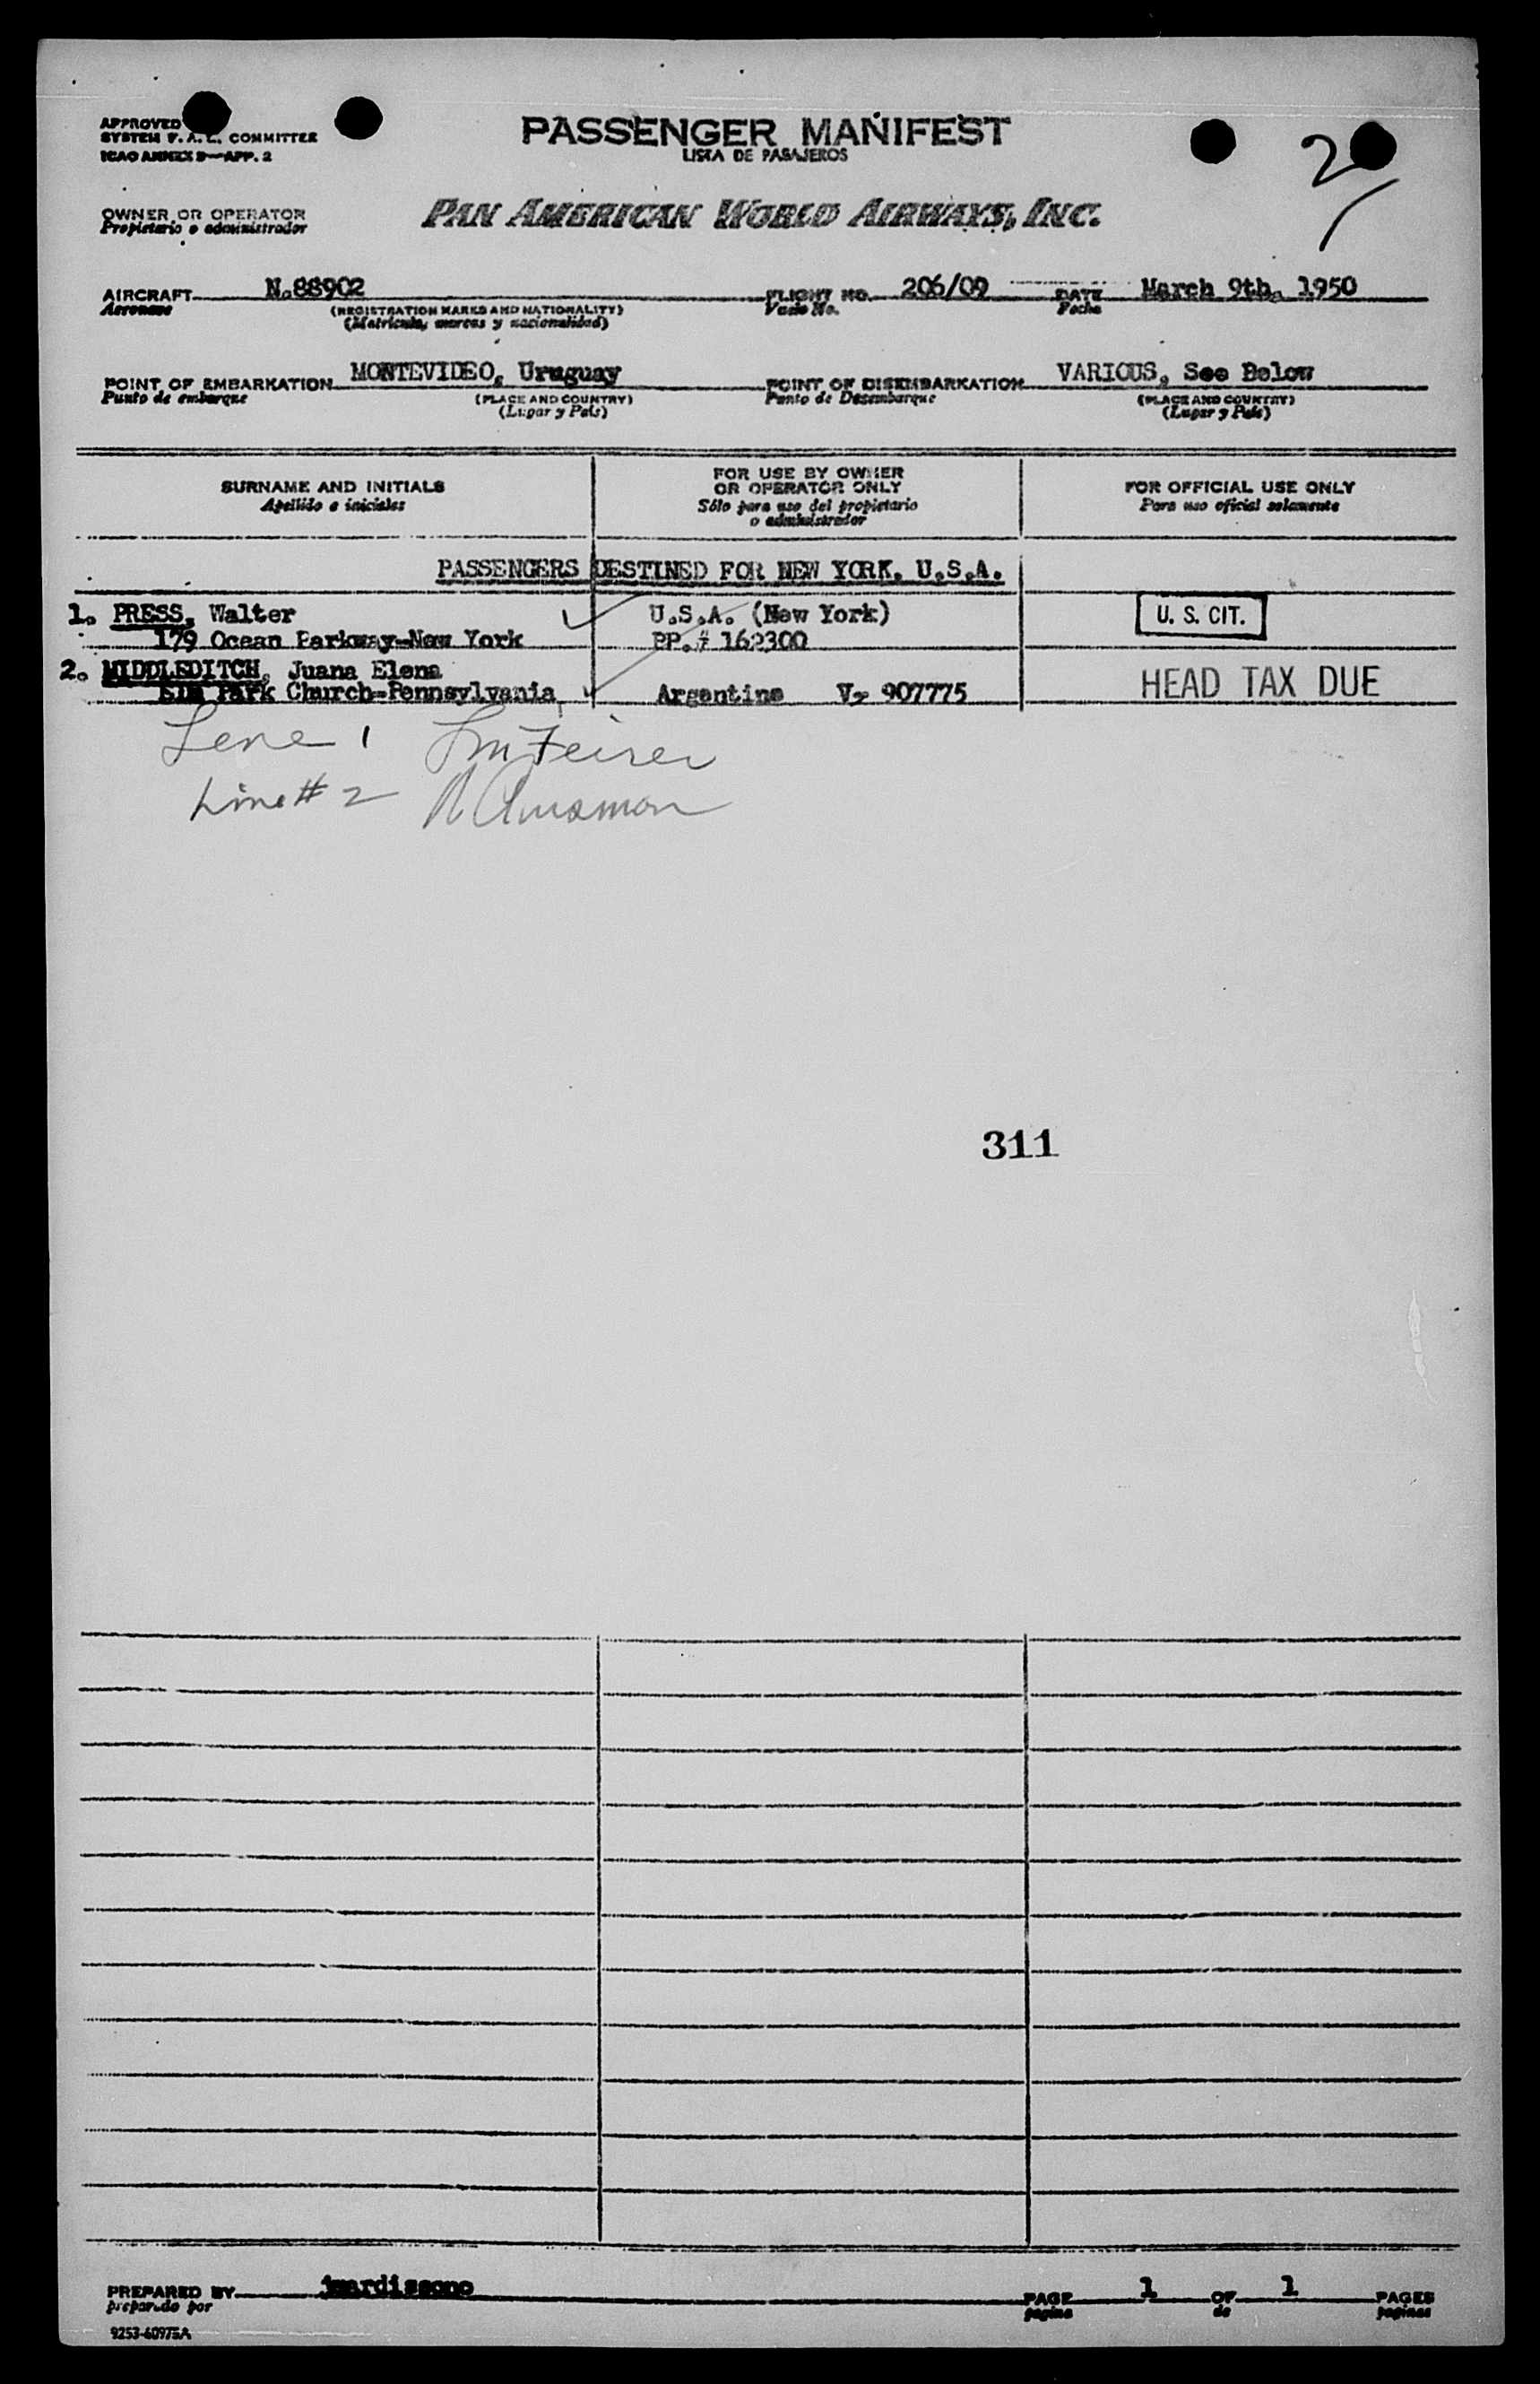 APPROVED
SYSTEM F. A. L. COMMITTEE
ICAO ANNEX 9—APP. 2
PASSENGER MANIFEST
LISTA DE PASAJEROS
2
OWNER OR OPERATOR
Propietario o administrador
PAN AMERICAN WORLD AIRWAYS, INC.
AIRCRAFT N.88902 FLIGHT NO. 206/09 DATE March 9th. 1950
Aeronave (REGISTRATION MARKS AND NATIONALITY) Vuelo No. Fecha
(Matrícula, marcas y nacionalidad)
POINT OF EMBARKATION MONTEVIDEO, Uruguay POINT OF DISEMBARKATION VARIOUS, See Below
Punto de embarque (PLACE AND COUNTRY) Punto de Desembarque (PLACE AND COUNTRY)
(Lugar y País) (Lugar y País)
SURNAME AND INITIALS
Apellido e iniciales
FOR USE BY OWNER
OR OPERATOR ONLY
Sólo para uso del propietario
o administrador
FOR OFFICIAL USE ONLY
Para uso oficial solamente
PASSENGERS DESTINED FOR NEW YORK. U.S.A.
1. PRESS, Walter U.S.A. (New York) U. S. CIT.
179 Ocean Parkway-New York PP. # 162300
2. MIDDLEDITCH, Juana Elena
Elm Park Church-Pennsylvania Argentine V- 907775 HEAD TAX DUE
Line 1
Line # 2
311
PREPARED BY PAGE 1 OF 1 PAGES
preparado por página de páginas
9253-40975A